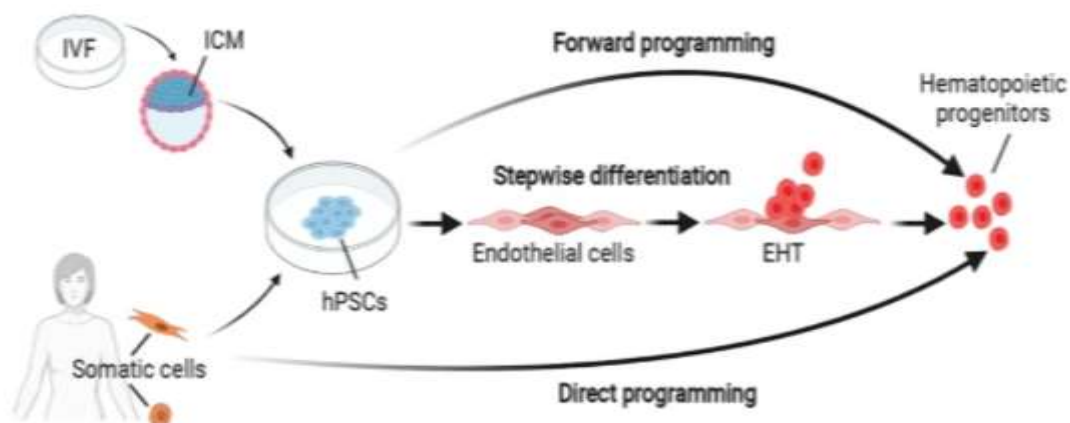 IVF
ICM
Forward programming
Hematopoietic
progenitors
Stepwise differentiation
Endothelial cells
EHT
hPSCs
Somatic cells
Direct programming